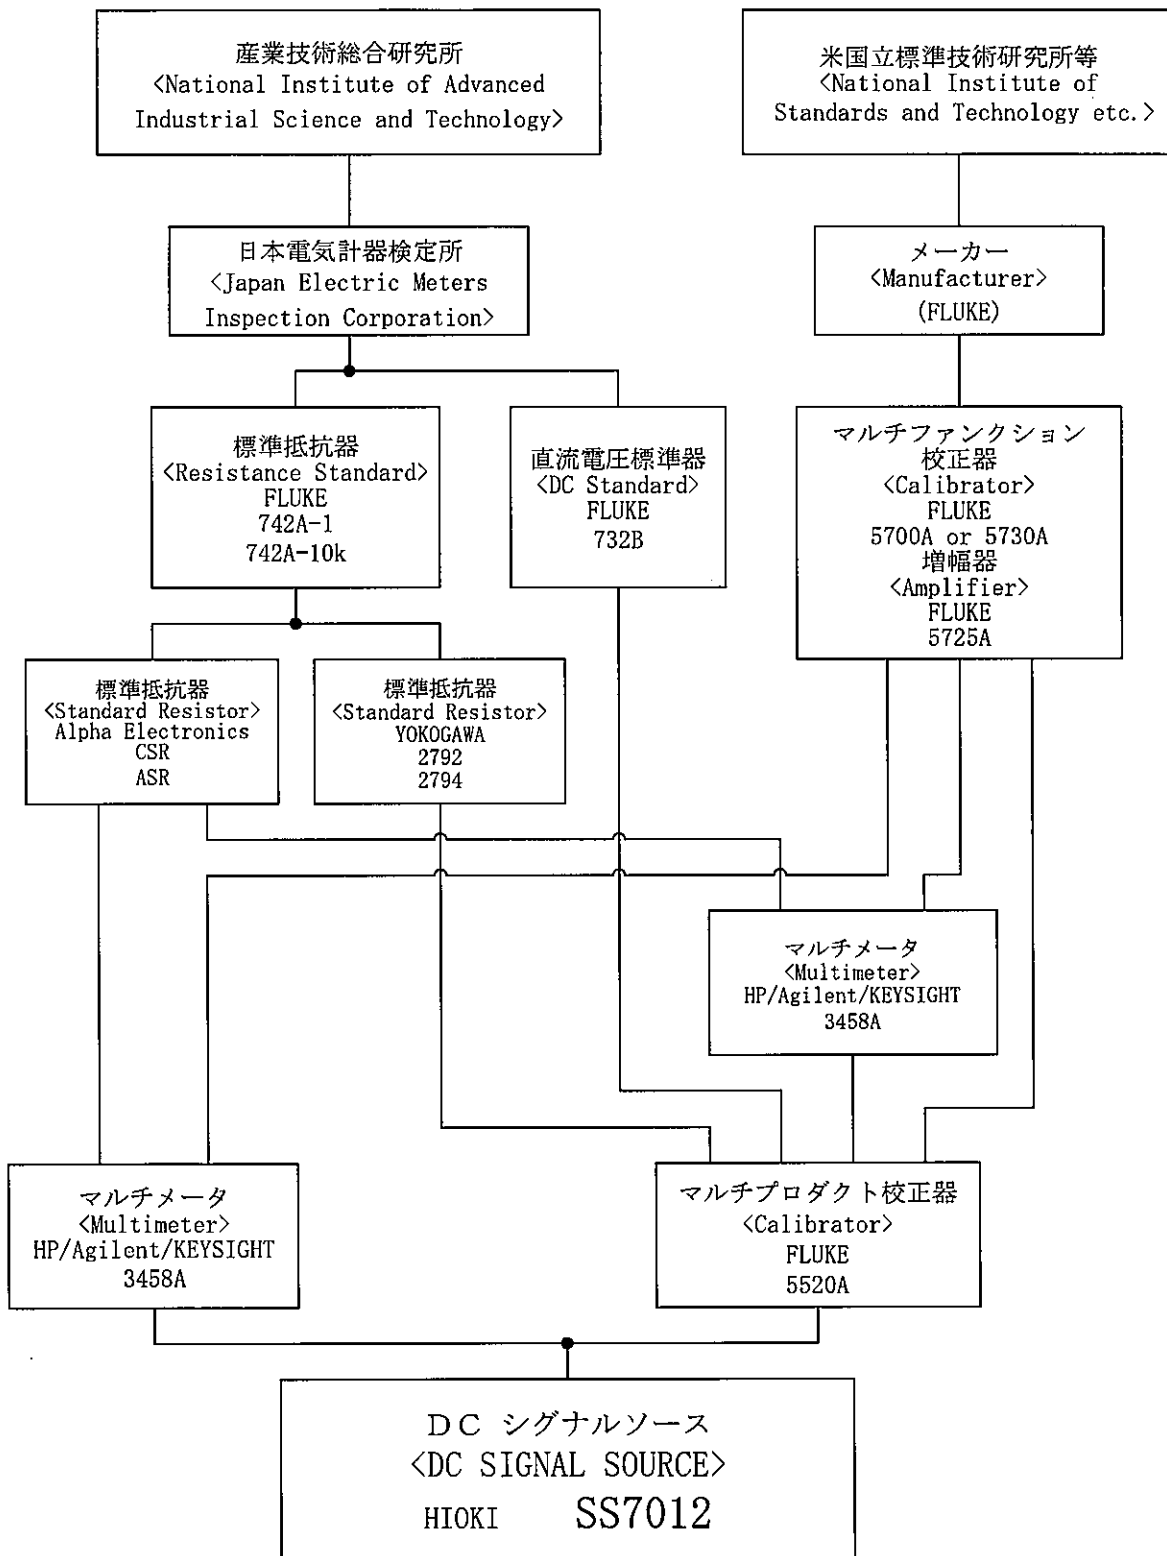 産業技術総合研究所
<National Institute of Advanced
Industrial Science and Technology>
米国立標準技術研究所等
<National Institute of
Standards and Technology etc.>
日本電気計器検定所
<Japan Electric Meters
Inspection Corporation>
メーカー
<Manufacturer>
(FLUKE)
標準抵抗器
<Resistance Standard>
FLUKE
742A-1
742A-10k
直流電圧標準器
<DC Standard>
FLUKE
732B
マルチファンクション
校正器
<Calibrator>
FLUKE
5700A or 5730A
増幅器
<Amplifier>
FLUKE
5725A
標準抵抗器
<Standard Resistor>
Alpha Electronics
CSR
ASR
標準抵抗器
<Standard Resistor>
YOKOGAWA
2792
2794
マルチメータ
<Multimeter>
HP/Agilent/KEYSIGHT
3458A
マルチメータ
<Multimeter>
HP/Agilent/KEYSIGHT
3458A
マルチプロダクト校正器
<Calibrator>
FLUKE
5520A
DC シグナルソース
<DC SIGNAL SOURCE>
HIOKI SS7012